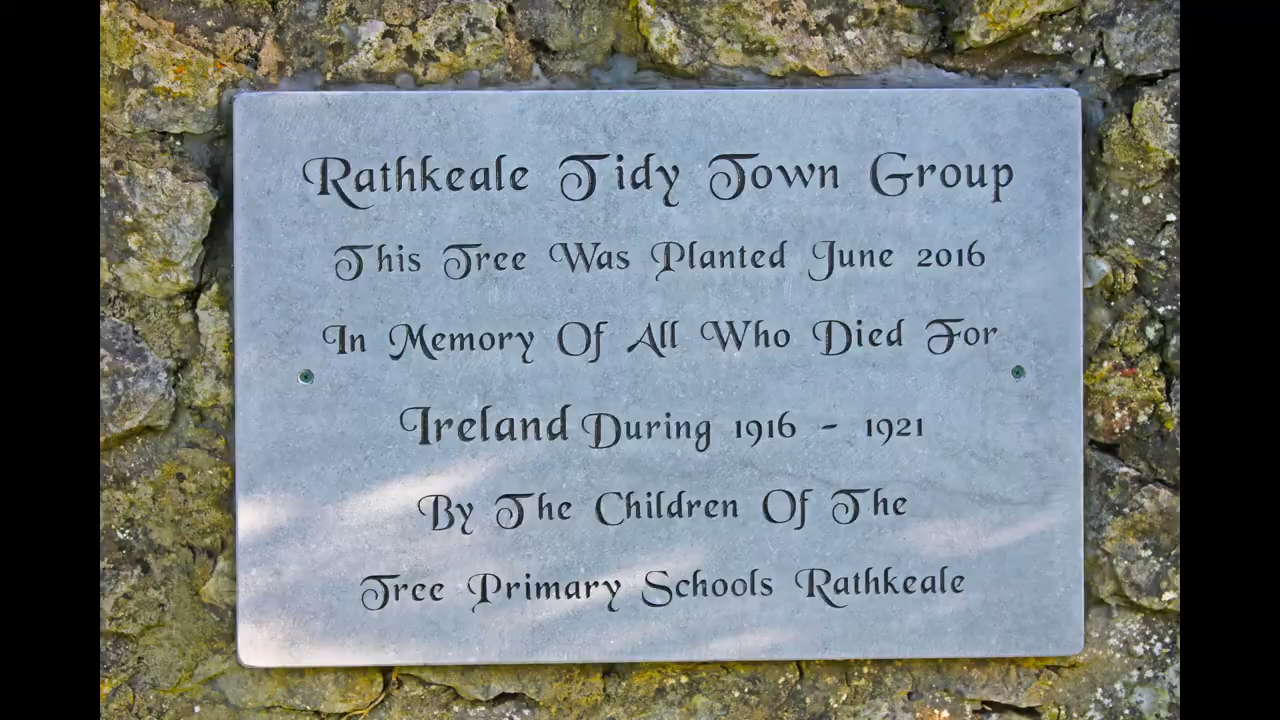 Rathkeale Tidy Town Group
This Tree Was Planted June 2016
In Memory Of All Who Died For
Ireland During 1916 - 1921
By The Children Of The
Tree Primary Schools Rathkeale